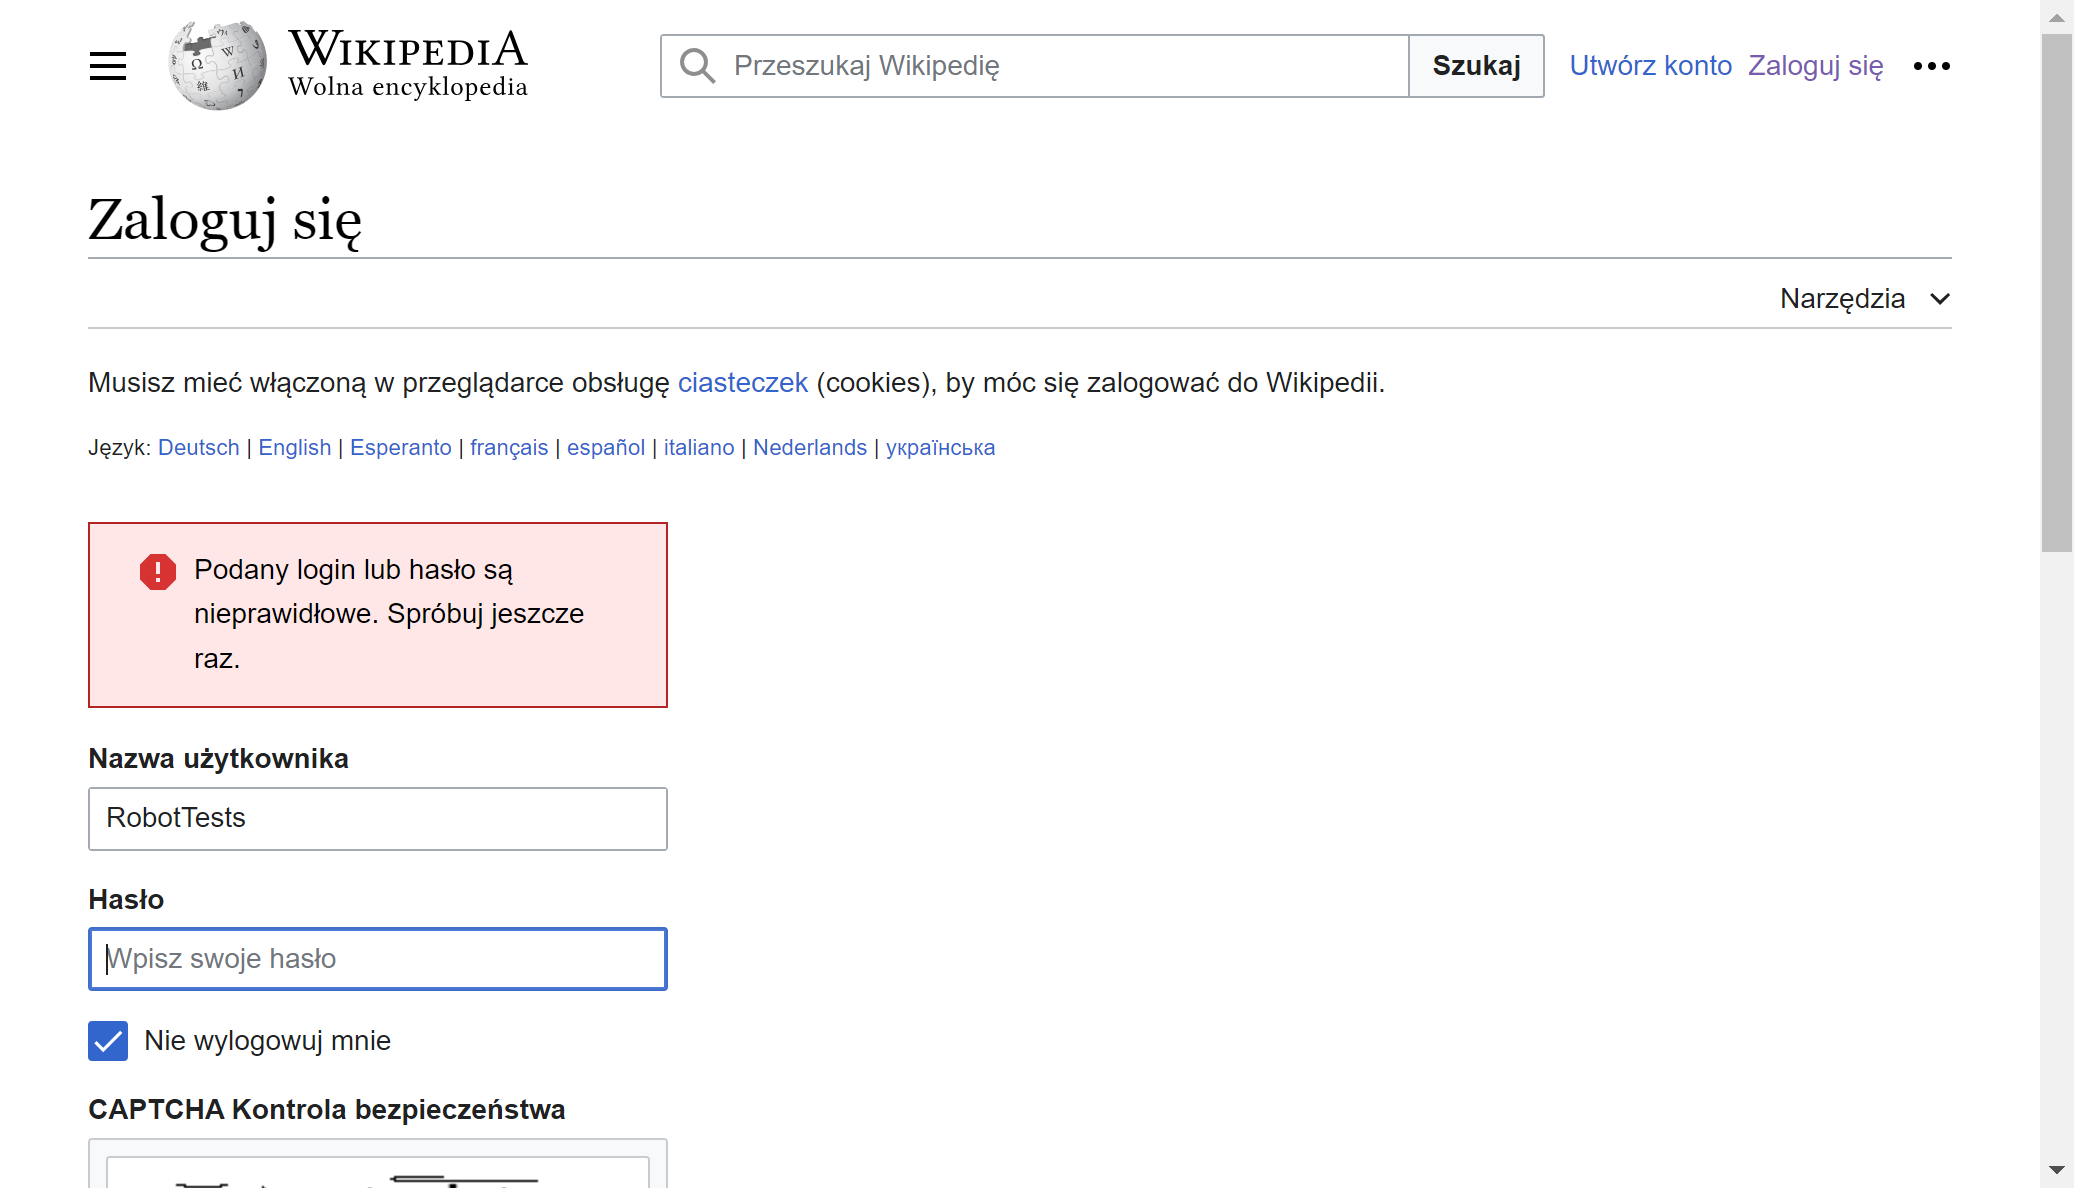 WIKIPEDIA
Wolna encyklopedia
Przeszukaj Wikipedię
Szukaj
Utwórz konto Zaloguj się
Zaloguj się
Narzędzia
Musisz mieć włączoną w przeglądarce obsługę ciasteczek (cookies), by móc się zalogować do Wikipedii.
Język: Deutsch | English | Esperanto | français | español | italiano | Nederlands | українська
Podany login lub hasło są
nieprawidłowe. Spróbuj jeszcze
raz.
Nazwa użytkownika
RobotTests
Hasło
Wpisz swoje hasło
Nie wylogowuj mnie
CAPTCHA Kontrola bezpieczeństwa